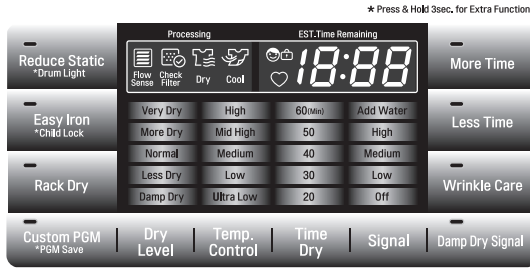 ★ Press & Hold 3sec. for Extra Function
Processing
EST.Time Remaining
Reduce Static
*Drum Light
Flow Sense
Check Filter
Dry
Cool
18:88
More Time
Easy Iron
*Child Lock
Very Dry High 60(Min) Add Water
More Dry Mid High 50 High
Normal Medium 40 Medium
Less Dry Low 30 Low
Damp Dry Ultra Low 20 Off
Less Time
Rack Dry
Wrinkle Care
Custom PGM
*PGM Save
Dry Level
Temp. Control
Time Dry
Signal
Damp Dry Signal